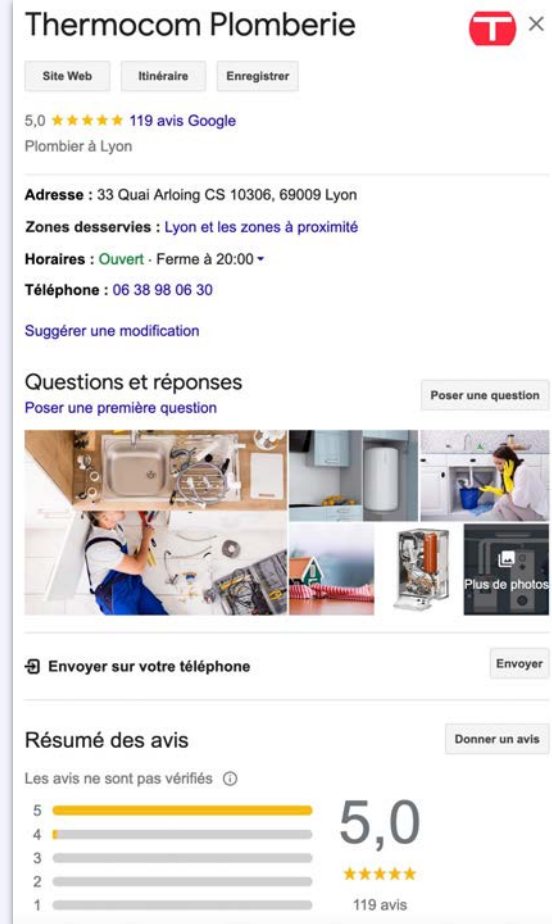 Thermocom Plomberie
T
Site Web
Itinéraire
Enregistrer
5,0 ★★★★★ 119 avis Google
Plombier à Lyon
Adresse : 33 Quai Arloing CS 10306, 69009 Lyon
Zones desservies : Lyon et les zones à proximité
Horaires : Ouvert · Ferme à 20:00
Téléphone : 06 38 98 06 30
Suggérer une modification
Questions et réponses
Poser une première question
Poser une question
Plus de photos
Envoyer sur votre téléphone
Envoyer
Résumé des avis
Donner un avis
Les avis ne sont pas vérifiés
5
4
3
2
1
5,0
★★★★★
119 avis